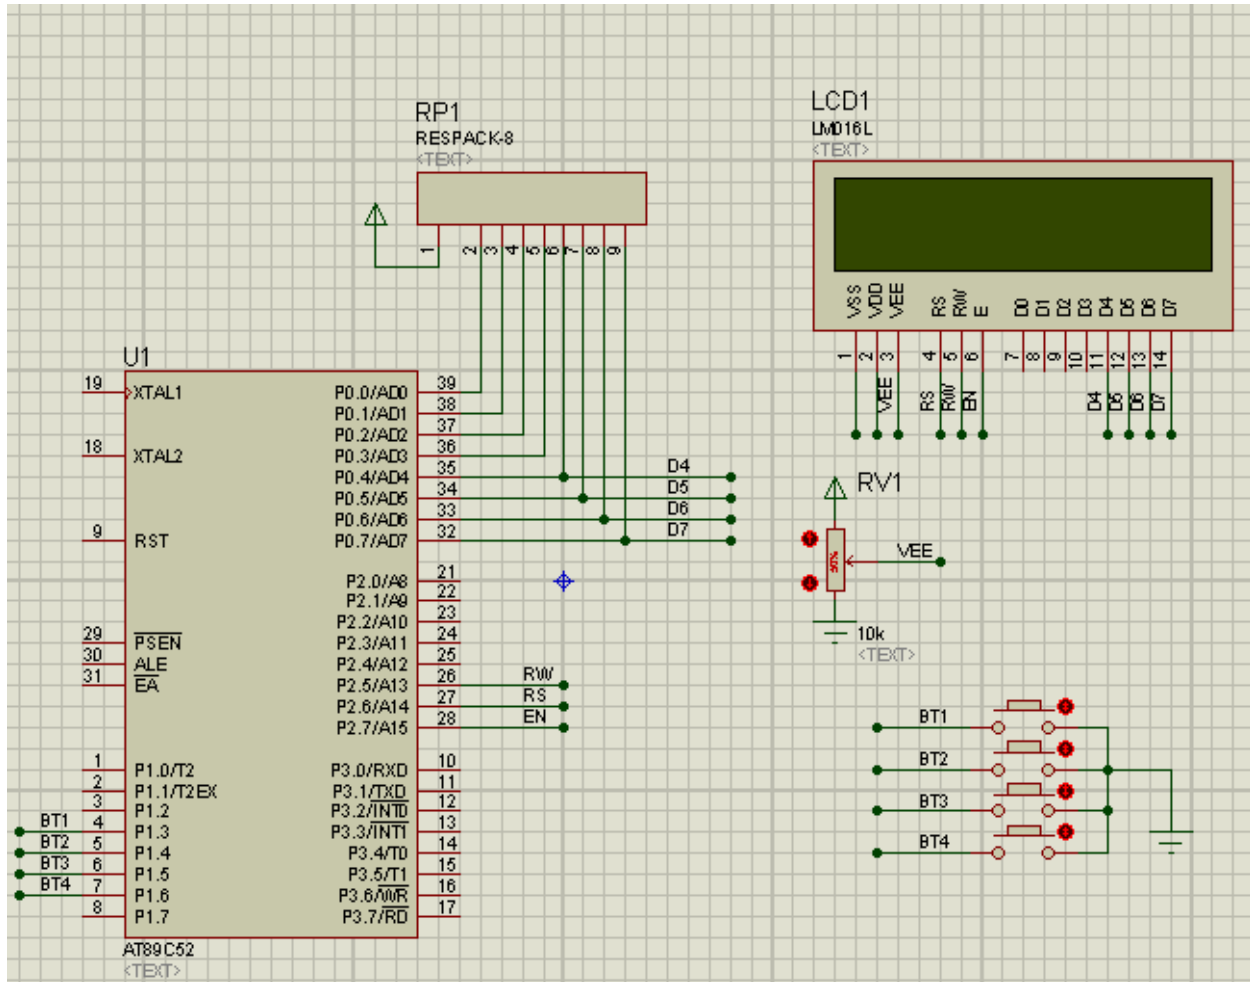 RP1
RESPACK-8
<TEXT>
1 2 3 4 5 6 7 8 9
LCD1
LM016L
<TEXT>
VSS VDD VEE RS RW E D0 D1 D2 D3 D4 D5 D6 D7
1 2 3 4 5 6 7 8 9 10 11 12 13 14
VEE RS RW EN D4 D5 D6 D7
U1
19 XTAL1 P0.0/AD0 39
P0.1/AD1 38
P0.2/AD2 37
18 XTAL2 P0.3/AD3 36
P0.4/AD4 35 D4
P0.5/AD5 34 D5
P0.6/AD6 33 D6
9 RST P0.7/AD7 32 D7
P2.0/A8 21
P2.1/A9 22
P2.2/A10 23
29 PSEN P2.3/A11 24
30 ALE P2.4/A12 25
31 EA P2.5/A13 26 RW
P2.6/A14 27 RS
P2.7/A15 28 EN
1 P1.0/T2 P3.0/RXD 10
2 P1.1/T2EX P3.1/TXD 11
3 P1.2 P3.2/INT0 12
BT1 4 P1.3 P3.3/INT1 13
BT2 5 P1.4 P3.4/T0 14
BT3 6 P1.5 P3.5/T1 15
BT4 7 P1.6 P3.6/WR 16
8 P1.7 P3.7/RD 17
AT89C52
<TEXT>
RV1
VEE
10k
<TEXT>
BT1
BT2
BT3
BT4